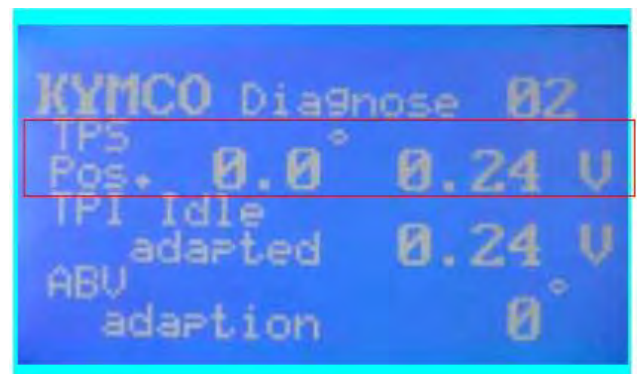 KYMCO Diagnose 02
TPS
Pos. 0.0° 0.24 V
TPI Idle
adapted 0.24 V
ABV
adaption 0°